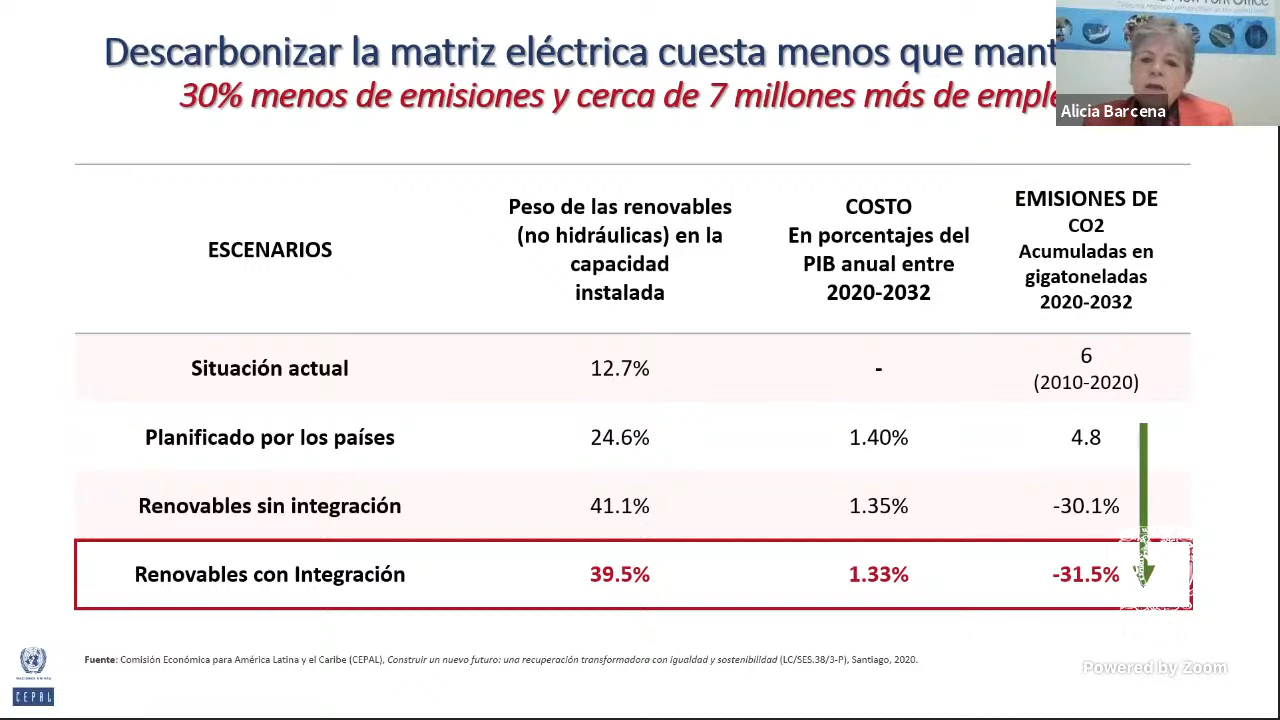 Descarbonizar la matriz eléctrica cuesta menos que
30% menos de emisiones y cerca de 7 millones más de
Alicia Barcena
ESCENARIOS
Peso de las renovables
(no hidráulicas) en la
capacidad
instalada
COSTO
En porcentajes del
PIB anual entre
2020-2032
EMISIONES DE
CO2
Acumuladas en
gigatoneladas
2020-2032
Situación actual
12.7%
-
6
(2010-2020)
Planificado por los países
24.6%
1.40%
4.8
Renovables sin integración
41.1%
1.35%
-30.1%
Renovables con Integración
39.5%
1.33%
-31.5%
NACIONES UNIDAS
CEPAL
Fuente: Comisión Económica para América Latina y el Caribe (CEPAL), Construir un nuevo futuro: una recuperación transformadora con igualdad y sostenibilidad (LC/SES.38/3-P), Santiago, 2020.
Powered by Zoom